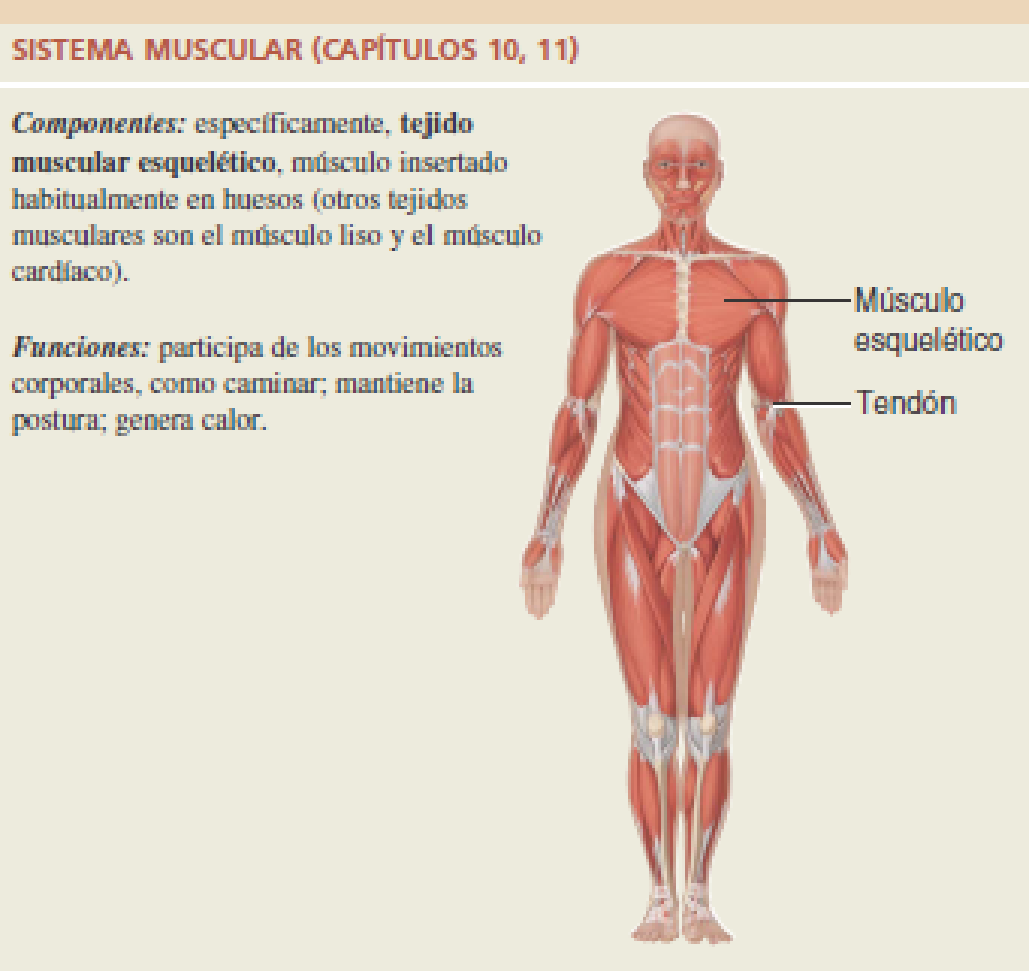 SISTEMA MUSCULAR (CAPÍTULOS 10, 11)
Componentes: específicamente, tejido
muscular esquelético, músculo insertado
habitualmente en huesos (otros tejidos
musculares son el músculo liso y el músculo
cardíaco).
Funciones: participa de los movimientos
corporales, como caminar; mantiene la
postura; genera calor.
Músculo
esquelético
Tendón